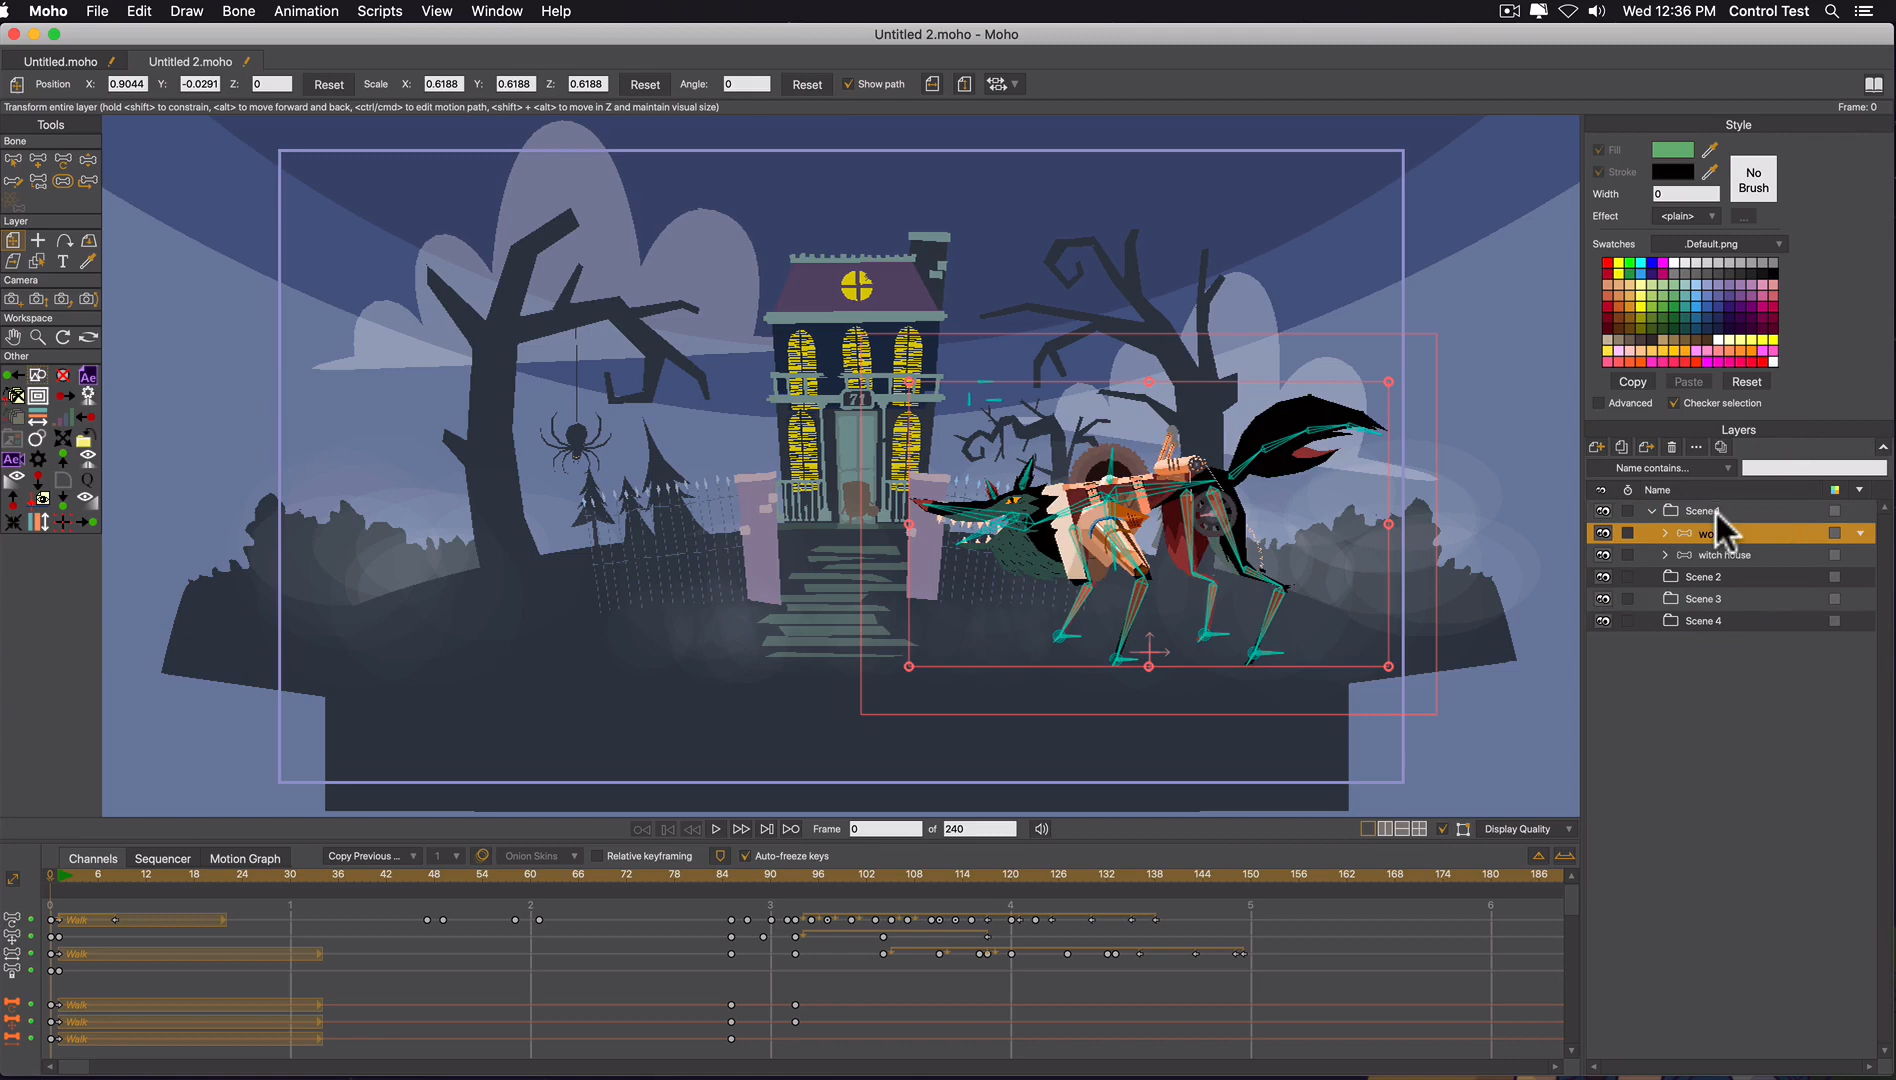 Moho File Edit Draw Bone Animation Scripts View Window Help Wed 12:36 PM Control Test
Untitled 2.moho - Moho
Untitled.moho Untitled 2.moho
Position X: 0.9044 Y: -0.0291 Z: 0 Reset Scale X: 0.6188 Y: 0.6188 Z: 0.6188 Reset Angle: 0 Reset Show path
Transform entire layer (hold <shift> to constrain, <alt> to move forward and back, <ctrl/cmd> to edit motion path, <shift> + <alt> to move in Z and maintain visual size) Frame: 0
Tools
Bone
Layer
T
Camera
Workspace
Other
Ae
Ae
Q
71
Style
Fill
Stroke
No
Brush
Width 0
Effect <plain> ...
Swatches .Default.png
Copy Paste Reset
Advanced Checker selection
Layers
Name contains...
Name
Scene
wo
witch house
Scene 2
Scene 3
Scene 4
Frame 0 of 240 Display Quality
Channels Sequencer Motion Graph Copy Previous ... 1 Onion Skins Relative keyframing Auto-freeze keys
0 6 12 18 24 30 36 42 48 54 60 66 72 78 84 90 96 102 108 114 120 126 132 138 144 150 156 162 168 174 180 186
0 1 2 3 4 5 6
Walk
Walk
Walk
Walk
Walk